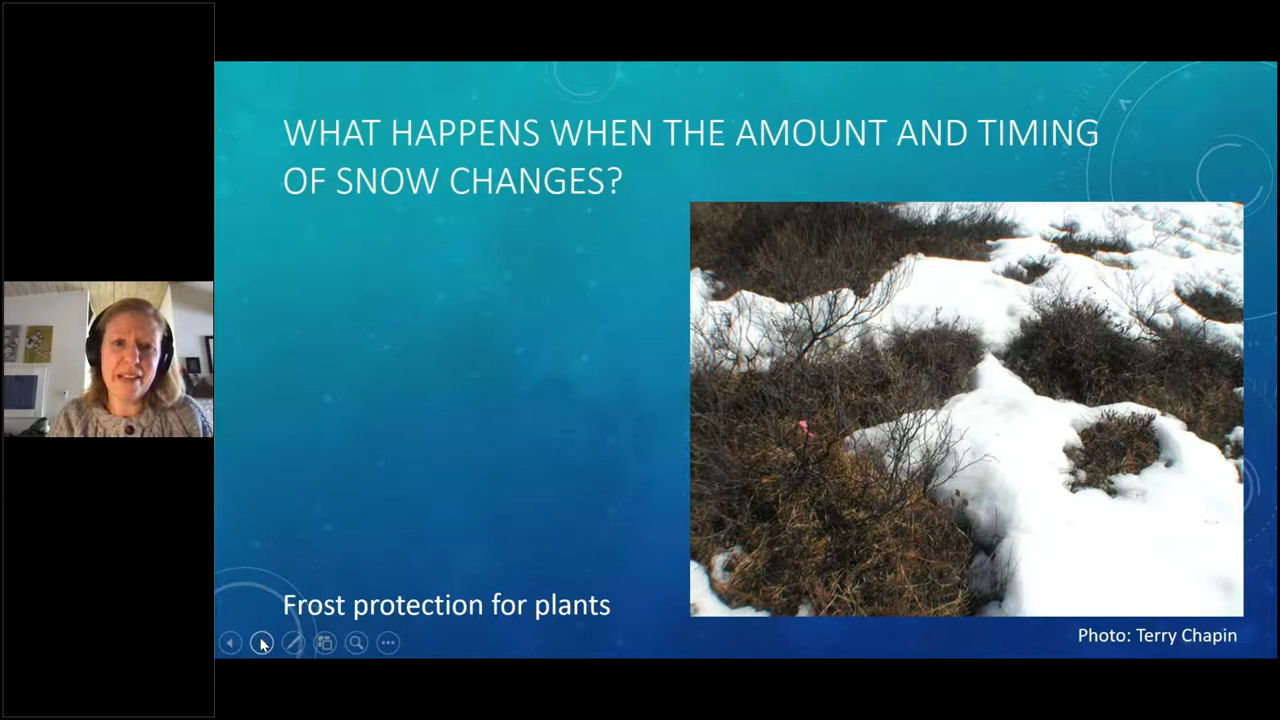 WHAT HAPPENS WHEN THE AMOUNT AND TIMING
OF SNOW CHANGES?
Frost protection for plants
Photo: Terry Chapin